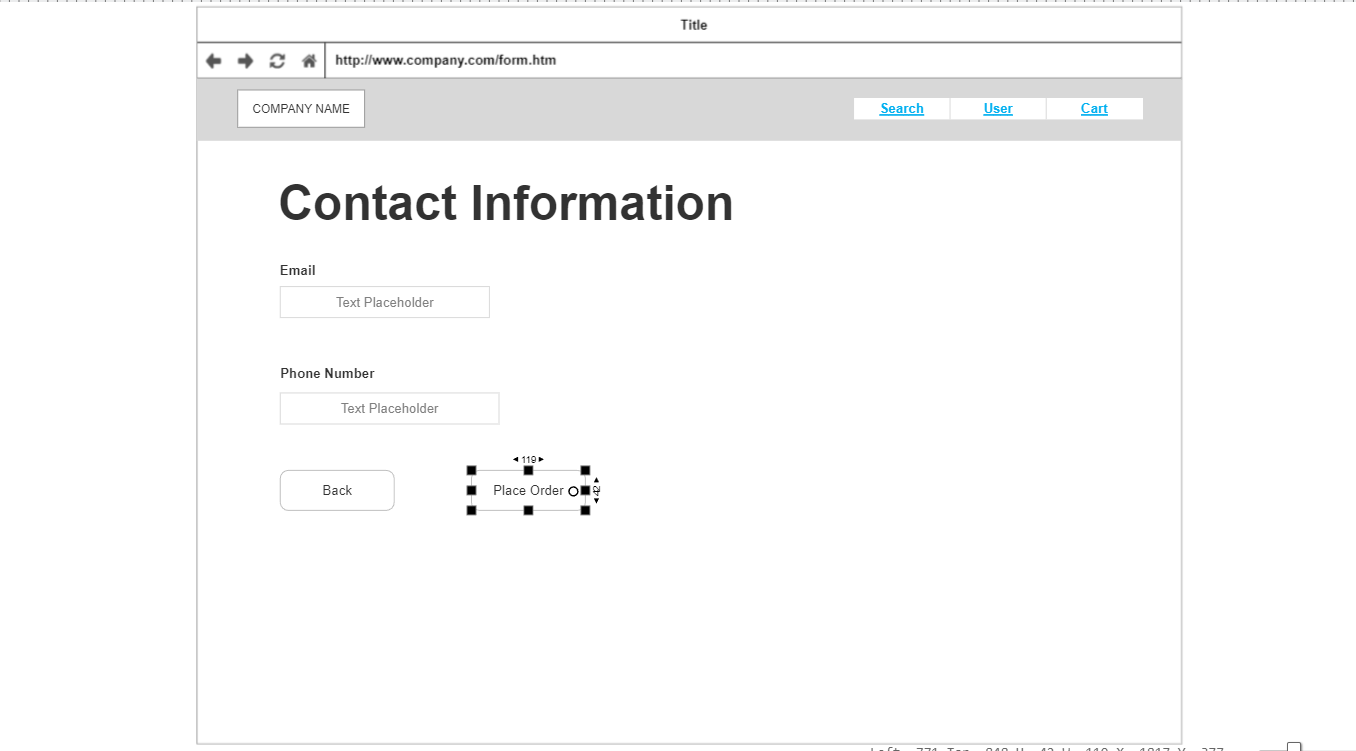 Title
http://www.company.com/form.htm
COMPANY NAME
Search User Cart
Contact Information
Email
Text Placeholder
Phone Number
Text Placeholder
119
Back
Place Order
42